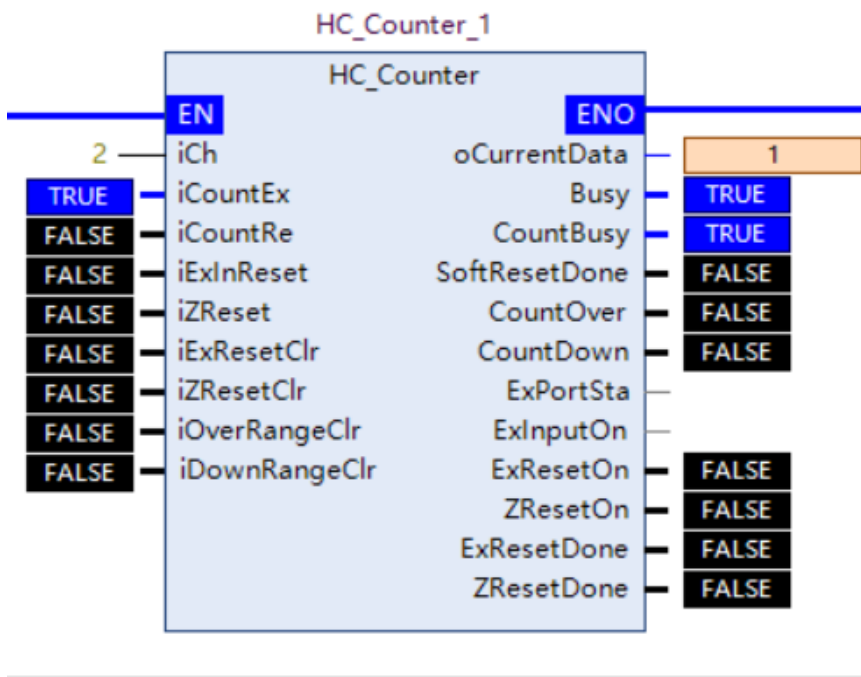 HC_Counter_1
HC_Counter
EN ENO
2 iCh oCurrentData 1
TRUE iCountEx Busy TRUE
FALSE iCountRe CountBusy TRUE
FALSE iExInReset SoftResetDone FALSE
FALSE iZReset CountOver FALSE
FALSE iExResetClr CountDown FALSE
FALSE iZResetClr ExPortSta
FALSE iOverRangeClr ExInputOn
FALSE iDownRangeClr ExResetOn FALSE
ZResetOn FALSE
ExResetDone FALSE
ZResetDone FALSE